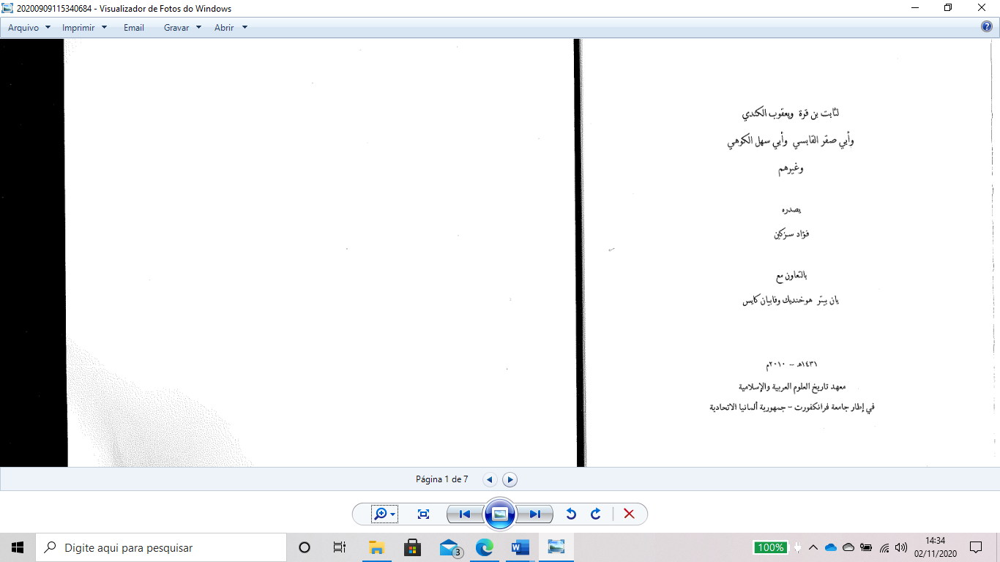 20200909115340684 - Visualizador de Fotos do Windows
Arquivo Imprimir Email Gravar Abrir
لثابت بن قرة ويعقوب الكندي
وأبي صقر القابسي وأبي سهل الكوهي
وغيرهم
يصدره
فؤاد سزكين
بالتعاون مع
يان بيتر هوخنديك وفابيان كايس
١٤٣١هـ – ٢٠١٠م
معهد تاريخ العلوم العربية والإسلامية
في إطار جامعة فرانكفورت – جمهورية ألمانيا الاتحادية
Página 1 de 7
Digite aqui para pesquisar
3
100%
14:34
02/11/2020